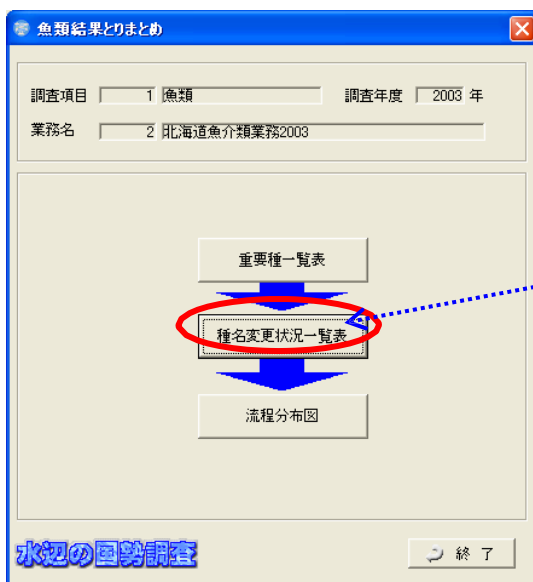 魚類結果とりまとめ
調査項目 1 魚類 調査年度 2003 年
業務名 2 北海道魚介類業務2003
重要種一覧表
種名変更状況一覧表
流程分布図
水辺の国勢調査 終 了